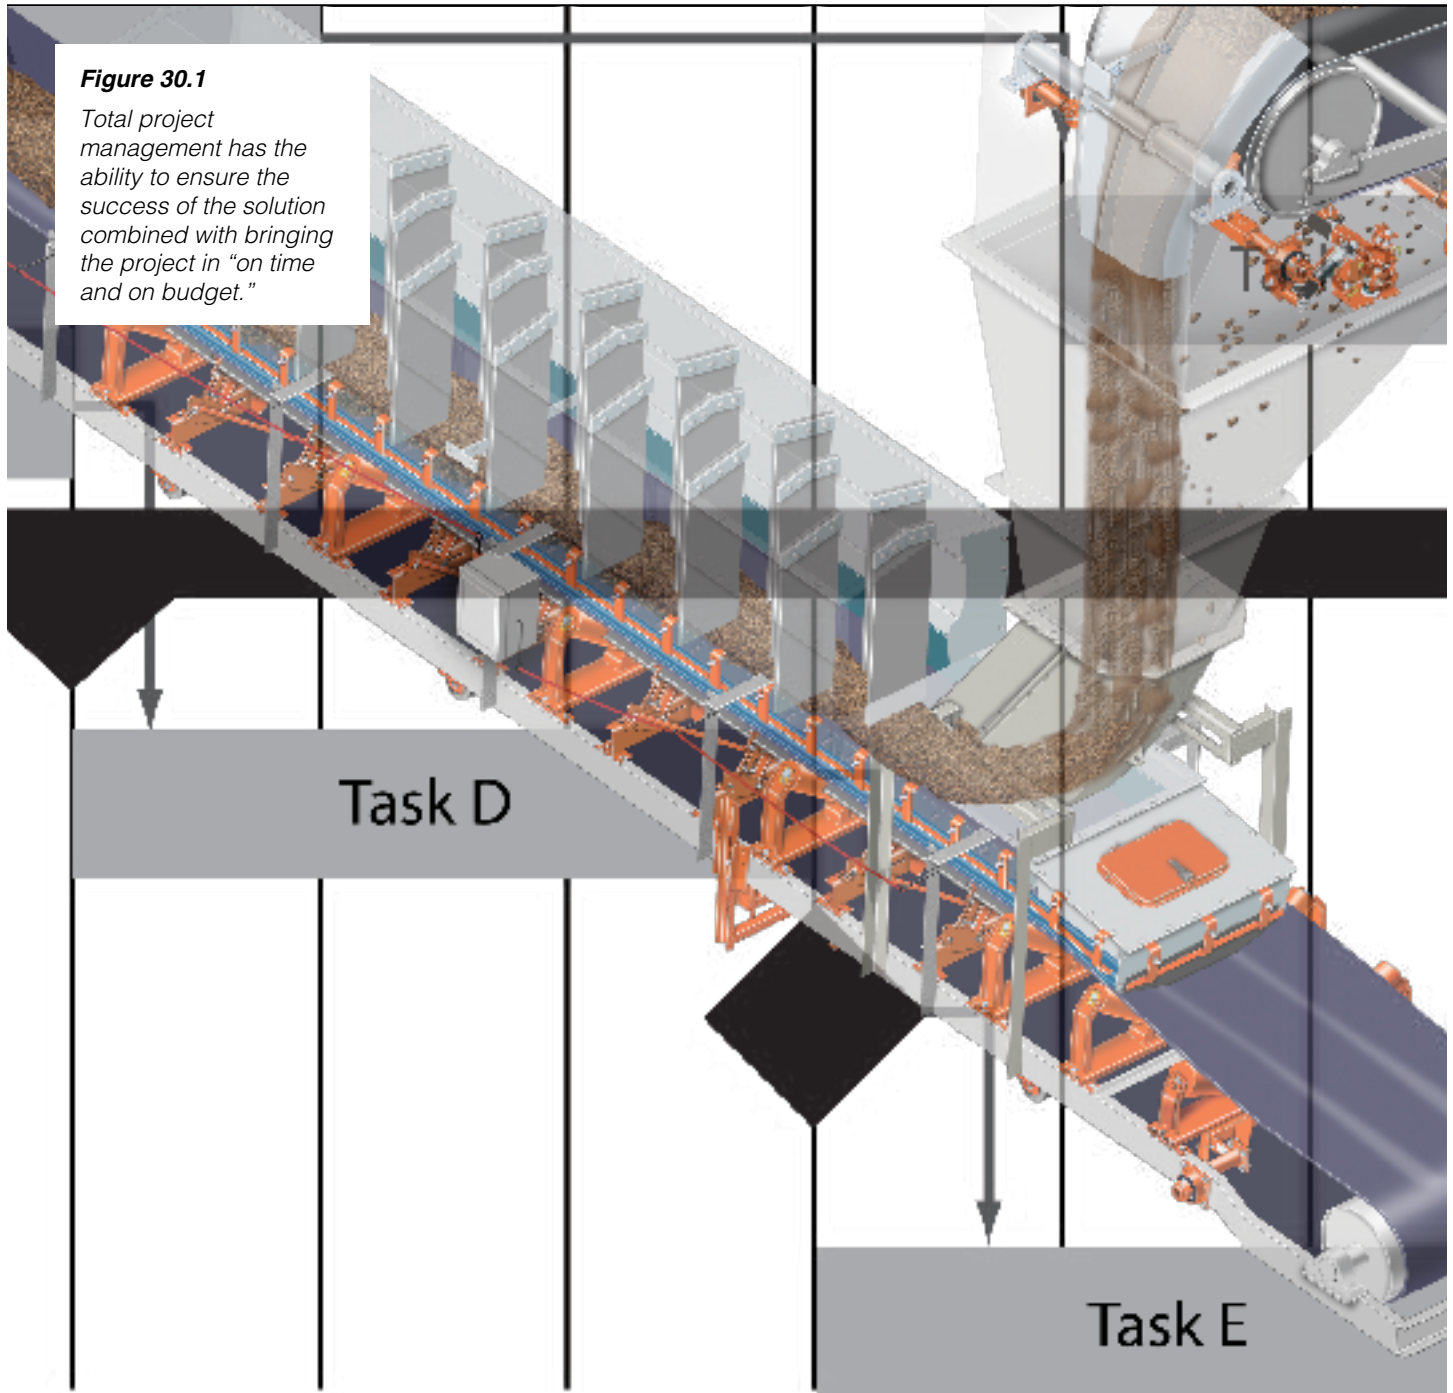 Figure 30.1
Total project
management has the
ability to ensure the
success of the solution
combined with bringing
the project in “on time
and on budget.”
Task D
Task E